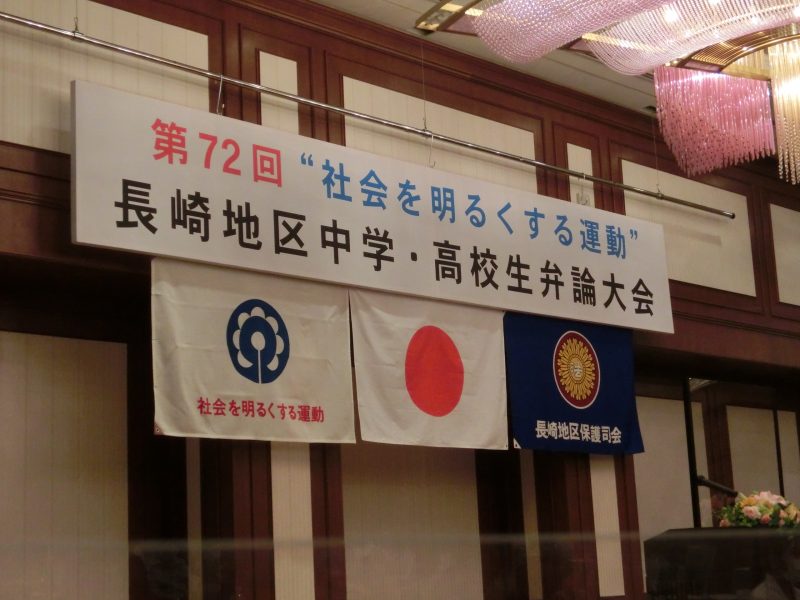 第72回 “社会を明るくする運動”
長崎地区中学・高校生弁論大会
社会を明るくする運動
長崎地区保護司会